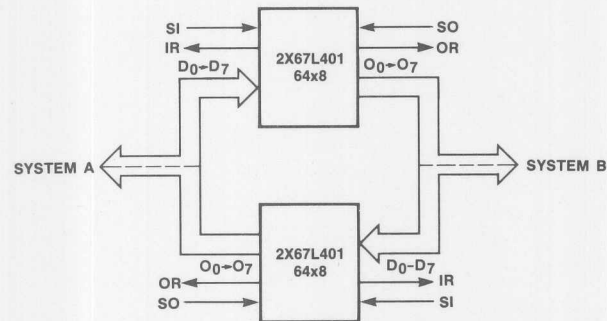 SI
SO
IR
OR
2X67L401
64x8
D0→D7
O0→O7
SYSTEM A
SYSTEM B
2X67L401
64x8
O0→O7
D0-D7
OR
IR
SO
SI